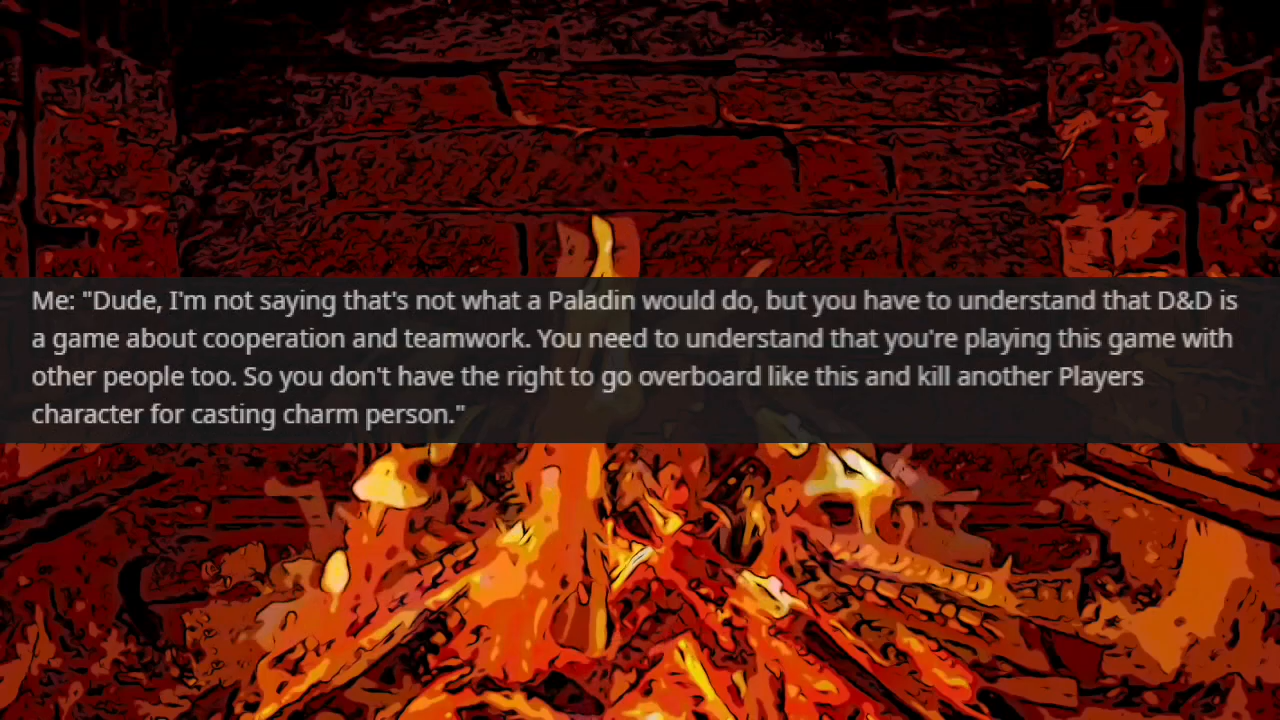 Me: "Dude, I'm not saying that's not what a Paladin would do, but you have to understand that D&D is
a game about cooperation and teamwork. You need to understand that you're playing this game with
other people too. So you don't have the right to go overboard like this and kill another Players
character for casting charm person."